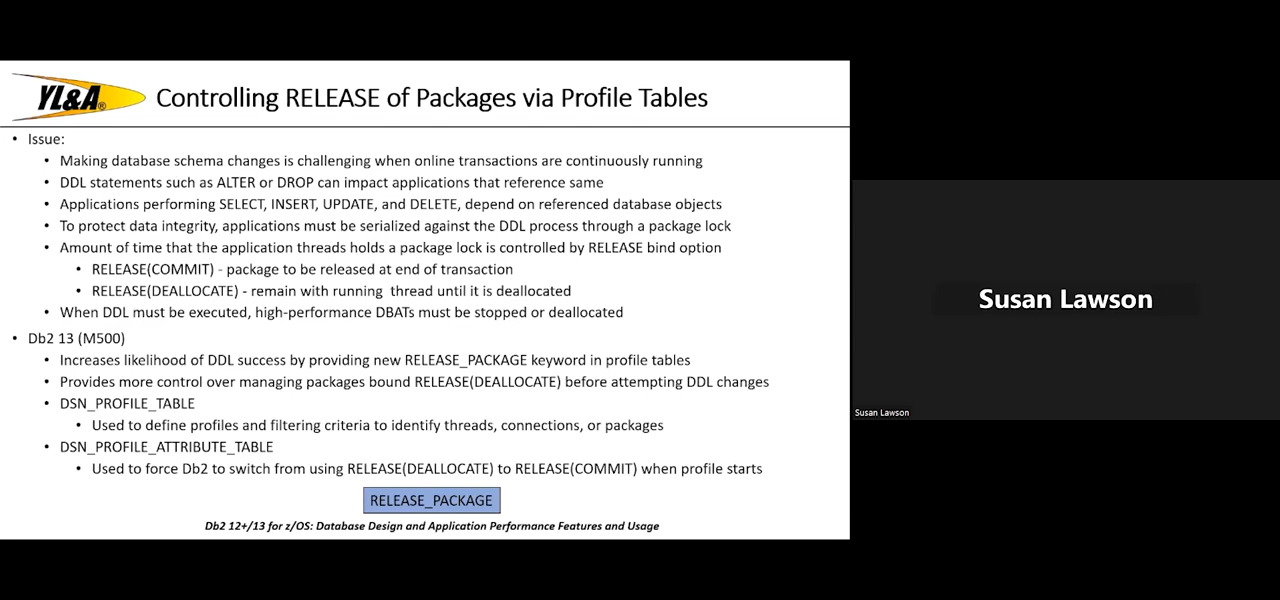 YL&A®
Controlling RELEASE of Packages via Profile Tables
• Issue:
• Making database schema changes is challenging when online transactions are continuously running
• DDL statements such as ALTER or DROP can impact applications that reference same
• Applications performing SELECT, INSERT, UPDATE, and DELETE, depend on referenced database objects
• To protect data integrity, applications must be serialized against the DDL process through a package lock
• Amount of time that the application threads holds a package lock is controlled by RELEASE bind option
• RELEASE(COMMIT) - package to be released at end of transaction
• RELEASE(DEALLOCATE) - remain with running thread until it is deallocated
• When DDL must be executed, high-performance DBATs must be stopped or deallocated
• Db2 13 (M500)
• Increases likelihood of DDL success by providing new RELEASE_PACKAGE keyword in profile tables
• Provides more control over managing packages bound RELEASE(DEALLOCATE) before attempting DDL changes
• DSN_PROFILE_TABLE
• Used to define profiles and filtering criteria to identify threads, connections, or packages
• DSN_PROFILE_ATTRIBUTE_TABLE
• Used to force Db2 to switch from using RELEASE(DEALLOCATE) to RELEASE(COMMIT) when profile starts
RELEASE_PACKAGE
Db2 12+/13 for z/OS: Database Design and Application Performance Features and Usage
Susan Lawson
Susan Lawson